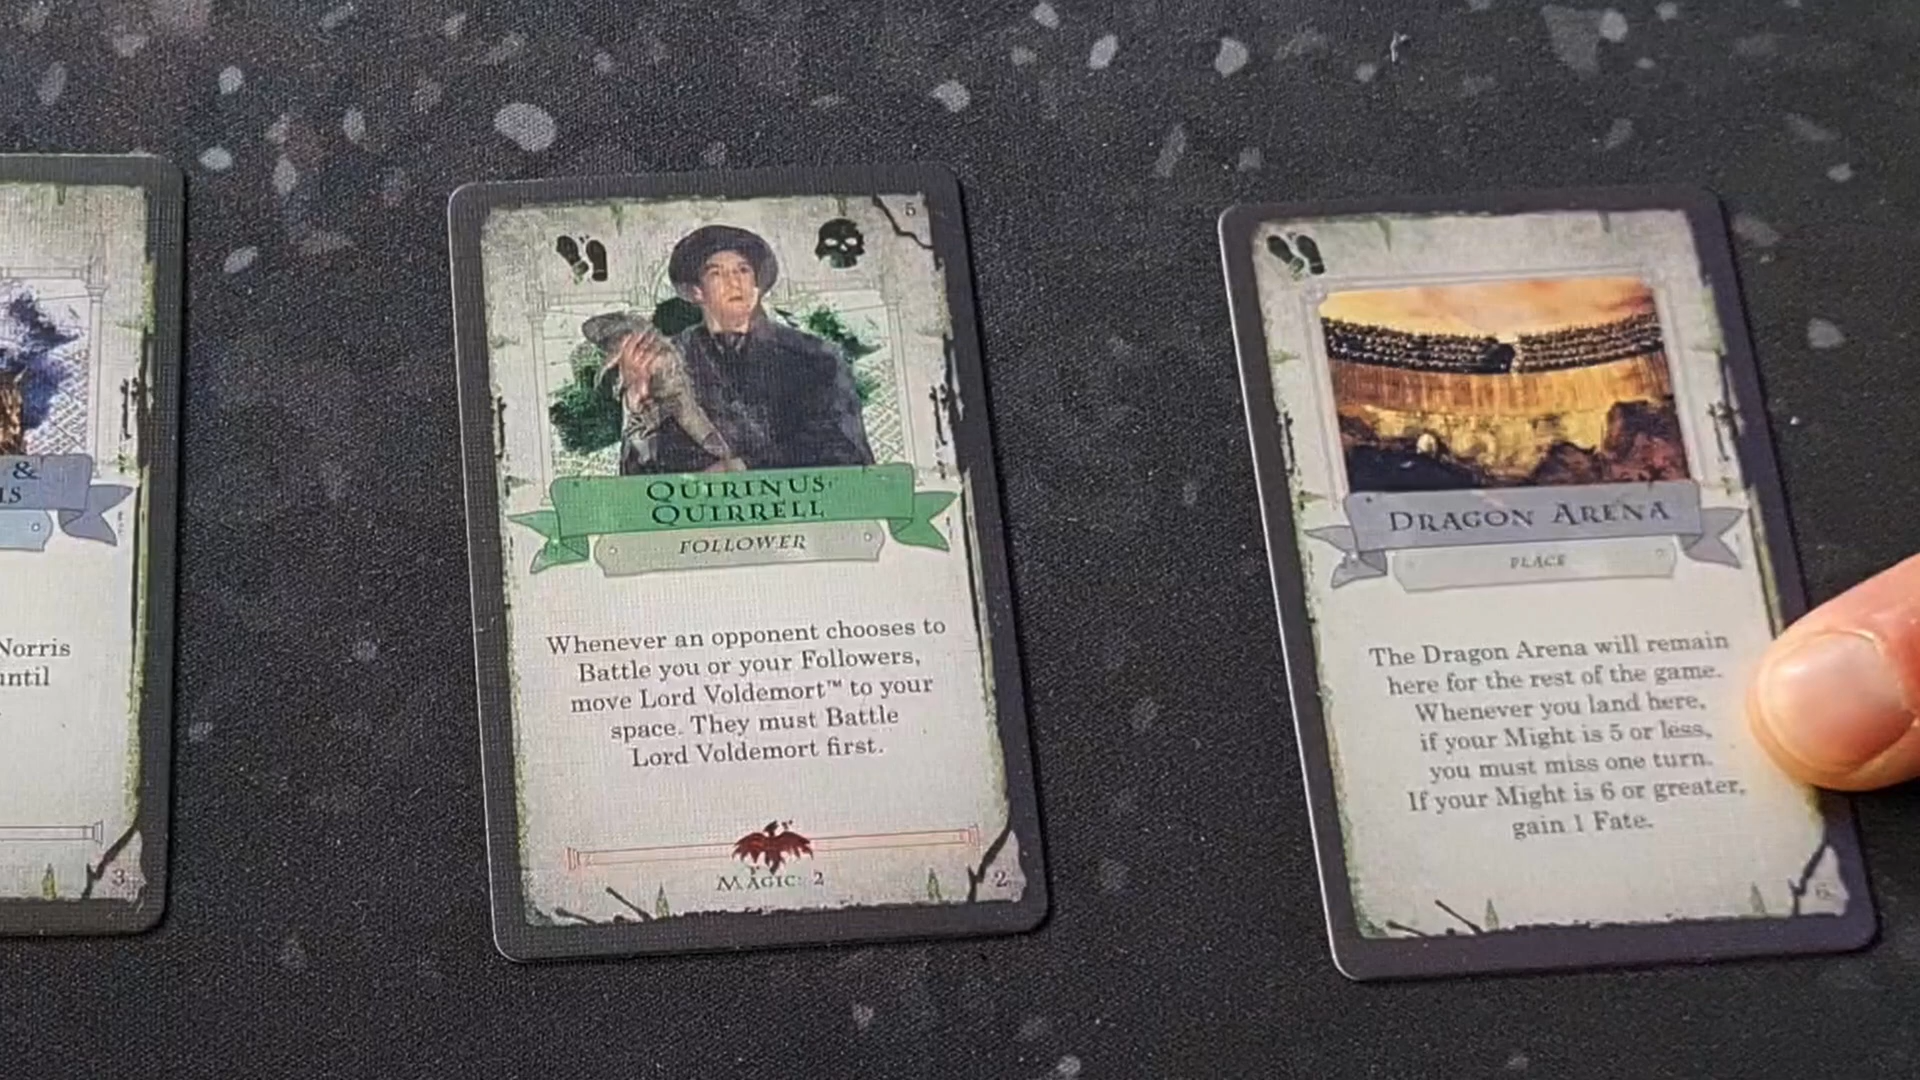 &
IS
Norris
until
3
5
QUIRINUS
QUIRRELL
FOLLOWER
Whenever an opponent chooses to
Battle you or your Followers,
move Lord Voldemort™ to your
space. They must Battle
Lord Voldemort first.
MAGIC: 2
2
DRAGON ARENA
PLACE
The Dragon Arena will remain
here for the rest of the game.
Whenever you land here,
if your Might is 5 or less,
you must miss one turn.
If your Might is 6 or greater,
gain 1 Fate.
6